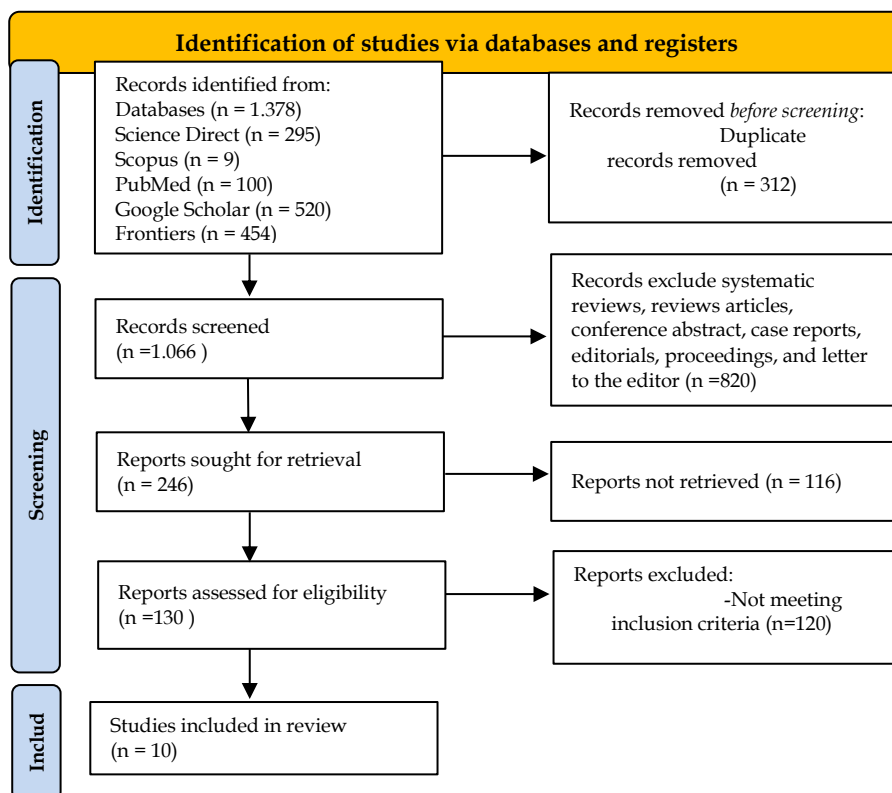 Identification of studies via databases and registers
Identification
Records identified from:
Databases (n = 1.378)
Science Direct (n = 295)
Scopus (n = 9)
PubMed (n = 100)
Google Scholar (n = 520)
Frontiers (n = 454)
Records removed before screening:
Duplicate
records removed
(n = 312)
Screening
Records screened
(n =1.066 )
Records exclude systematic
reviews, reviews articles,
conference abstract, case reports,
editorials, proceedings, and letter
to the editor (n =820)
Reports sought for retrieval
(n = 246)
Reports not retrieved (n = 116)
Reports assessed for eligibility
(n =130 )
Reports excluded:
-Not meeting
inclusion criteria (n=120)
Includ
Studies included in review
(n = 10)